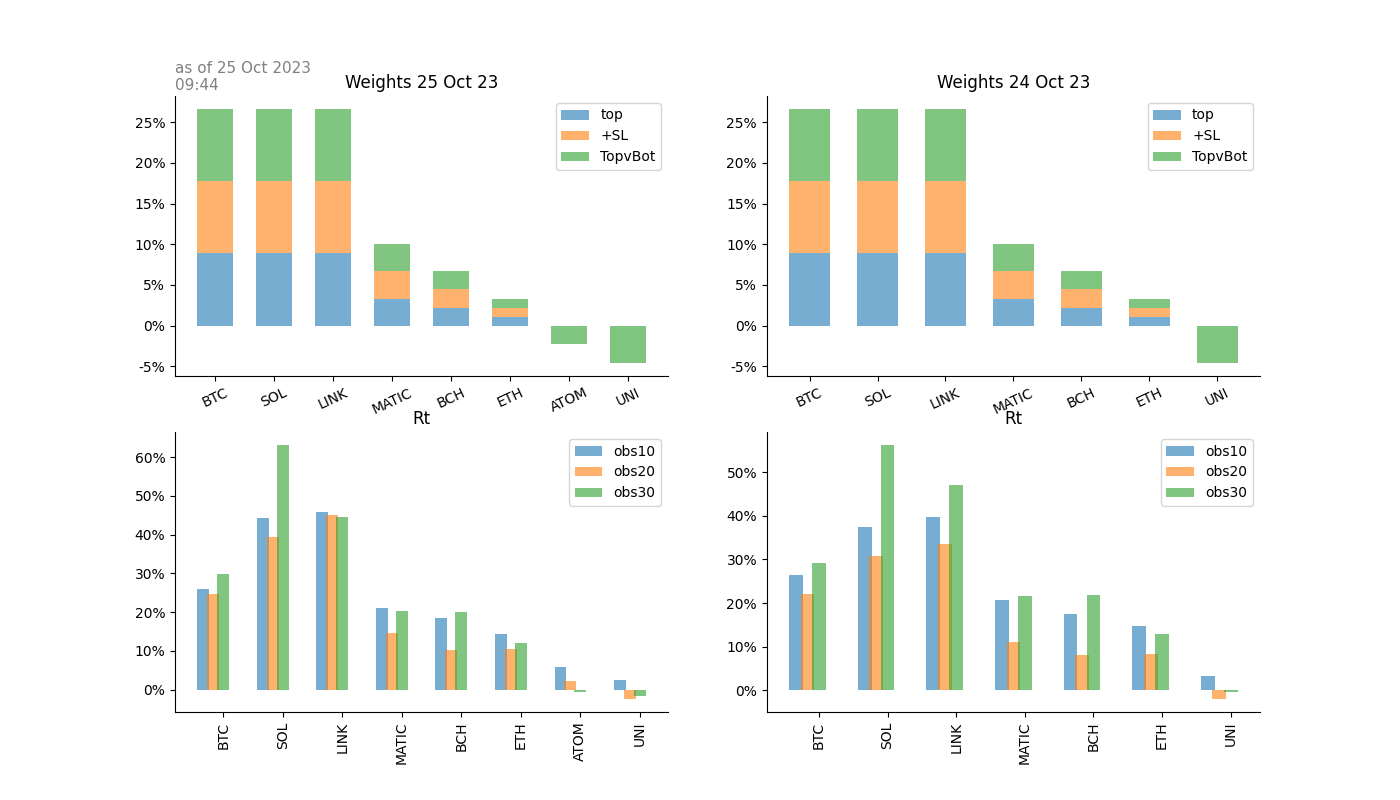 as of 25 Oct 2023
09:44
Weights 25 Oct 23
25%
20%
15%
10%
5%
0%
-5%
top
+SL
TopvBot
BTC SOL LINK MATIC BCH ETH ATOM UNI
Weights 24 Oct 23
25%
20%
15%
10%
5%
0%
-5%
top
+SL
TopvBot
BTC SOL LINK MATIC BCH ETH UNI
Rt
60%
50%
40%
30%
20%
10%
0%
obs10
obs20
obs30
BTC SOL LINK MATIC BCH ETH ATOM UNI
Rt
50%
40%
30%
20%
10%
0%
obs10
obs20
obs30
BTC SOL LINK MATIC BCH ETH UNI